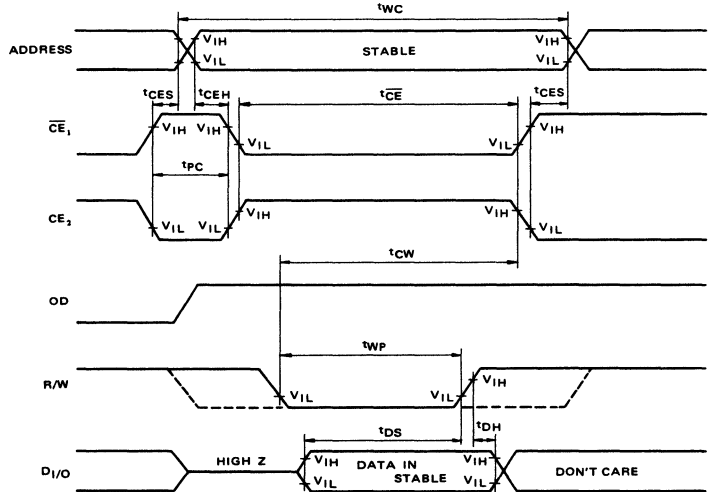 tWC
ADDRESS VIH STABLE VIH
VIL VIL
tCES tCEH tCE tCES
CE1 VIH VIH VIH
VIL VIL
tPC
CE2 VIH VIH
VIL VIL VIL
tCW
OD
tWP
R/W VIH
VIL VIL
tDS tDH
DI/O HIGH Z VIH DATA IN VIH DON'T CARE
VIL STABLE VIL